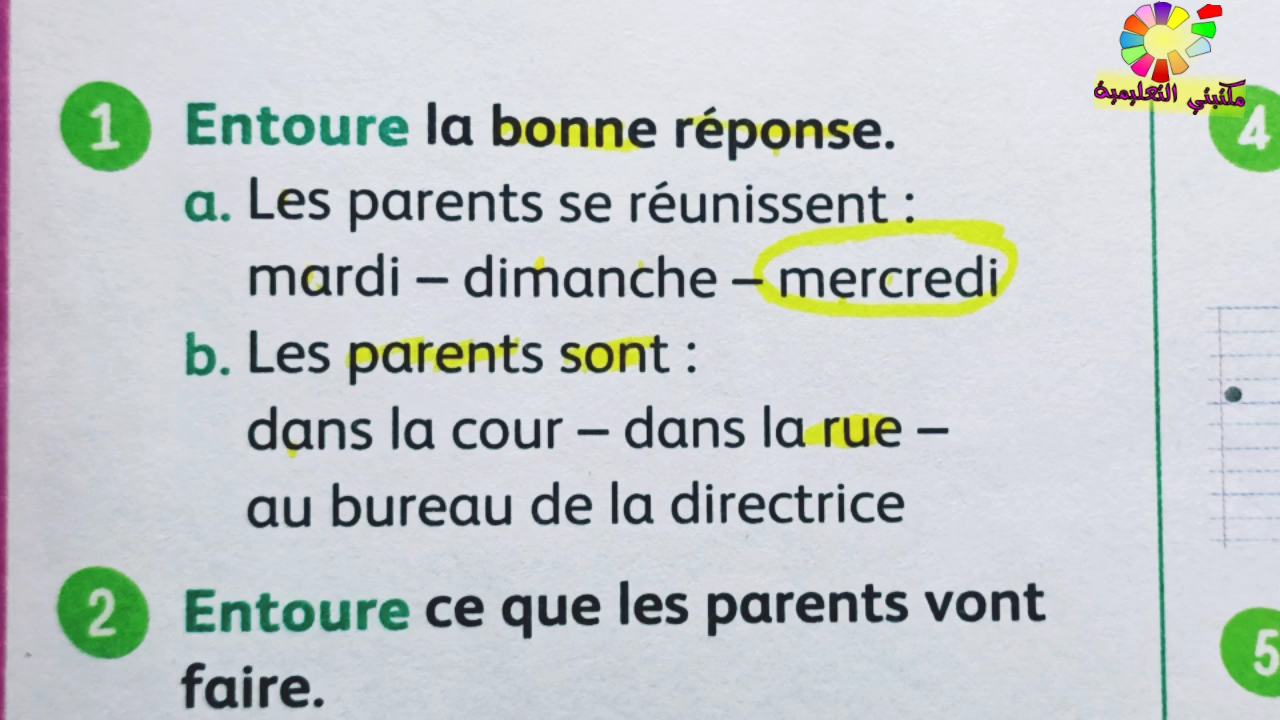 مكتبتي التعليمية
1 Entoure la bonne réponse.
a. Les parents se réunissent :
mardi – dimanche – mercredi
b. Les parents sont :
dans la cour – dans la rue –
au bureau de la directrice
2 Entoure ce que les parents vont
faire.
4
5